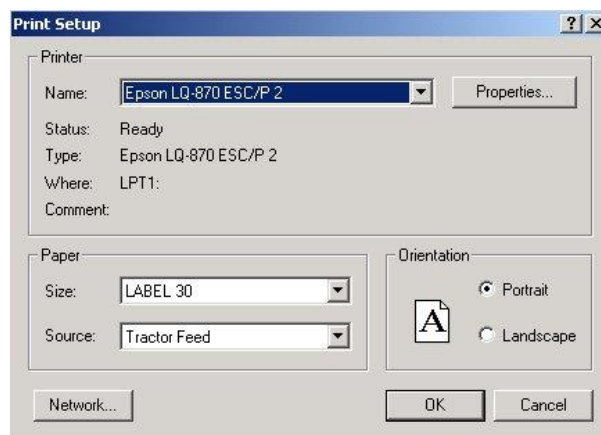 Print Setup
Printer
Name: Epson LQ-870 ESC/P 2 Properties...
Status: Ready
Type: Epson LQ-870 ESC/P 2
Where: LPT1:
Comment:
Paper
Size: LABEL 30
Source: Tractor Feed
Orientation
A
Portrait
Landscape
Network...
OK
Cancel